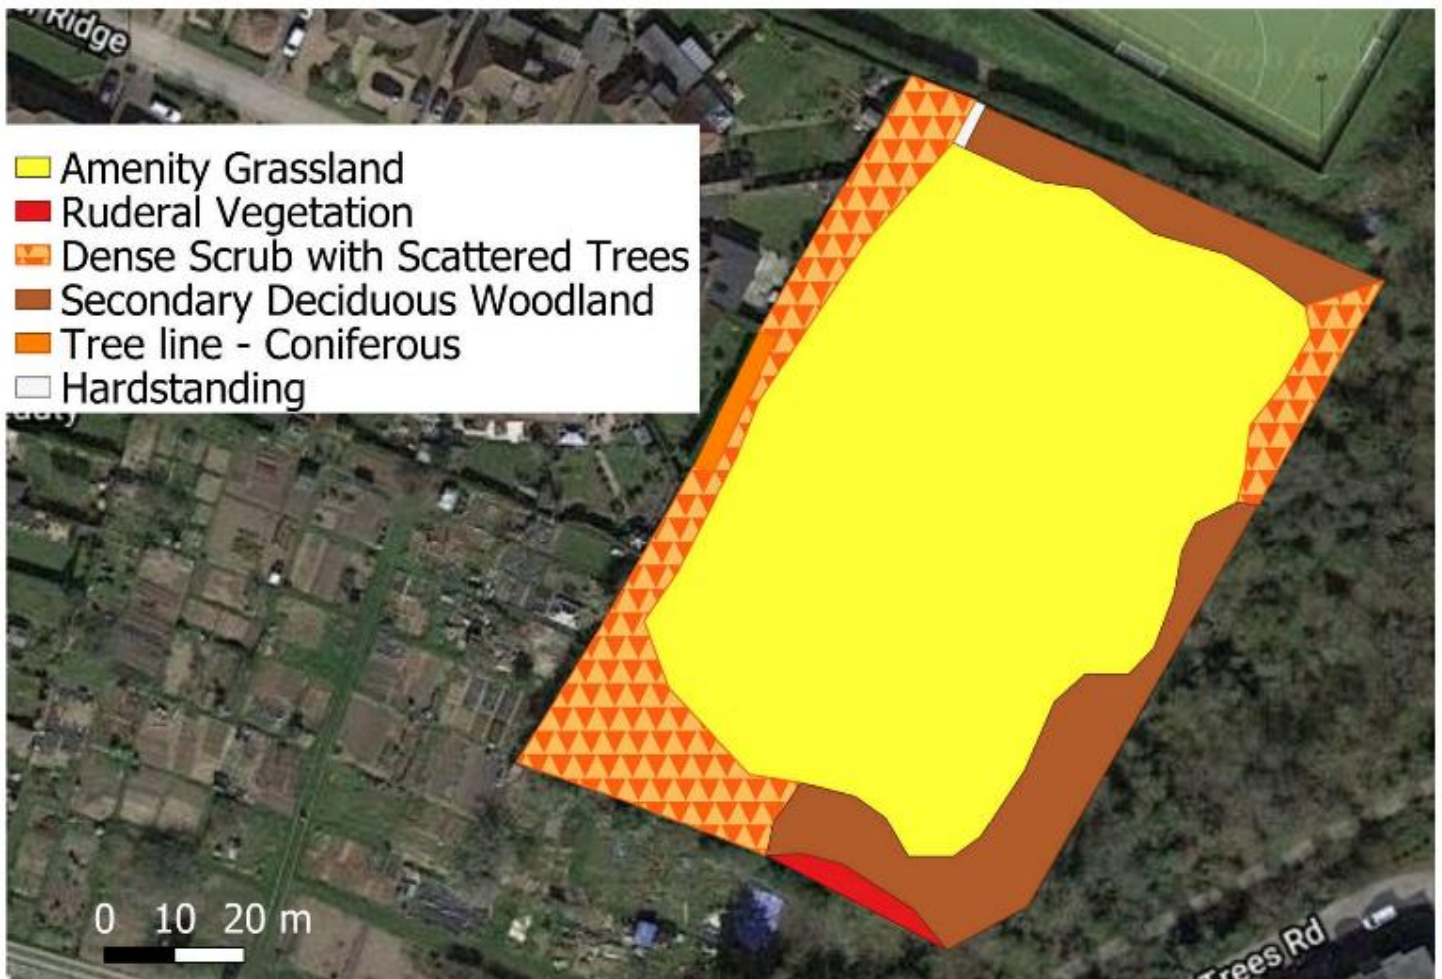 Ridge
Amenity Grassland
Ruderal Vegetation
Dense Scrub with Scattered Trees
Secondary Deciduous Woodland
Tree line - Coniferous
Hardstanding
0 10 20 m
Trees Rd